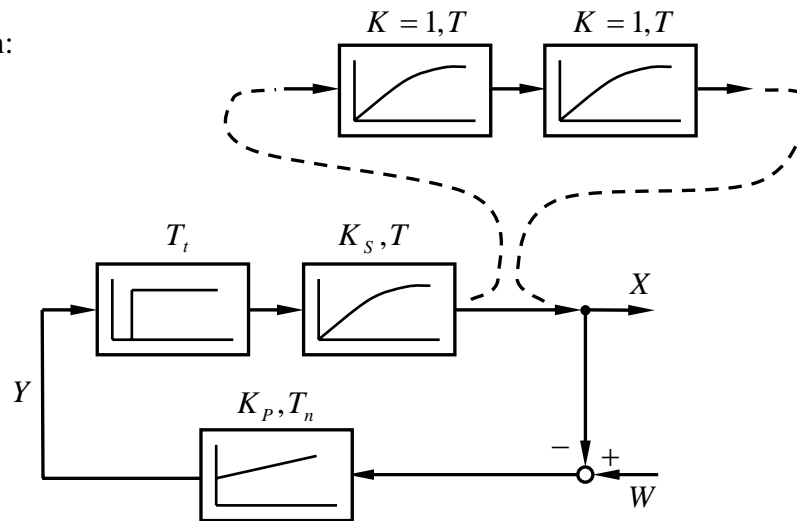 n:
K = 1, T
K = 1, T
T_t
K_S, T
X
Y
K_P, T_n
− +
W